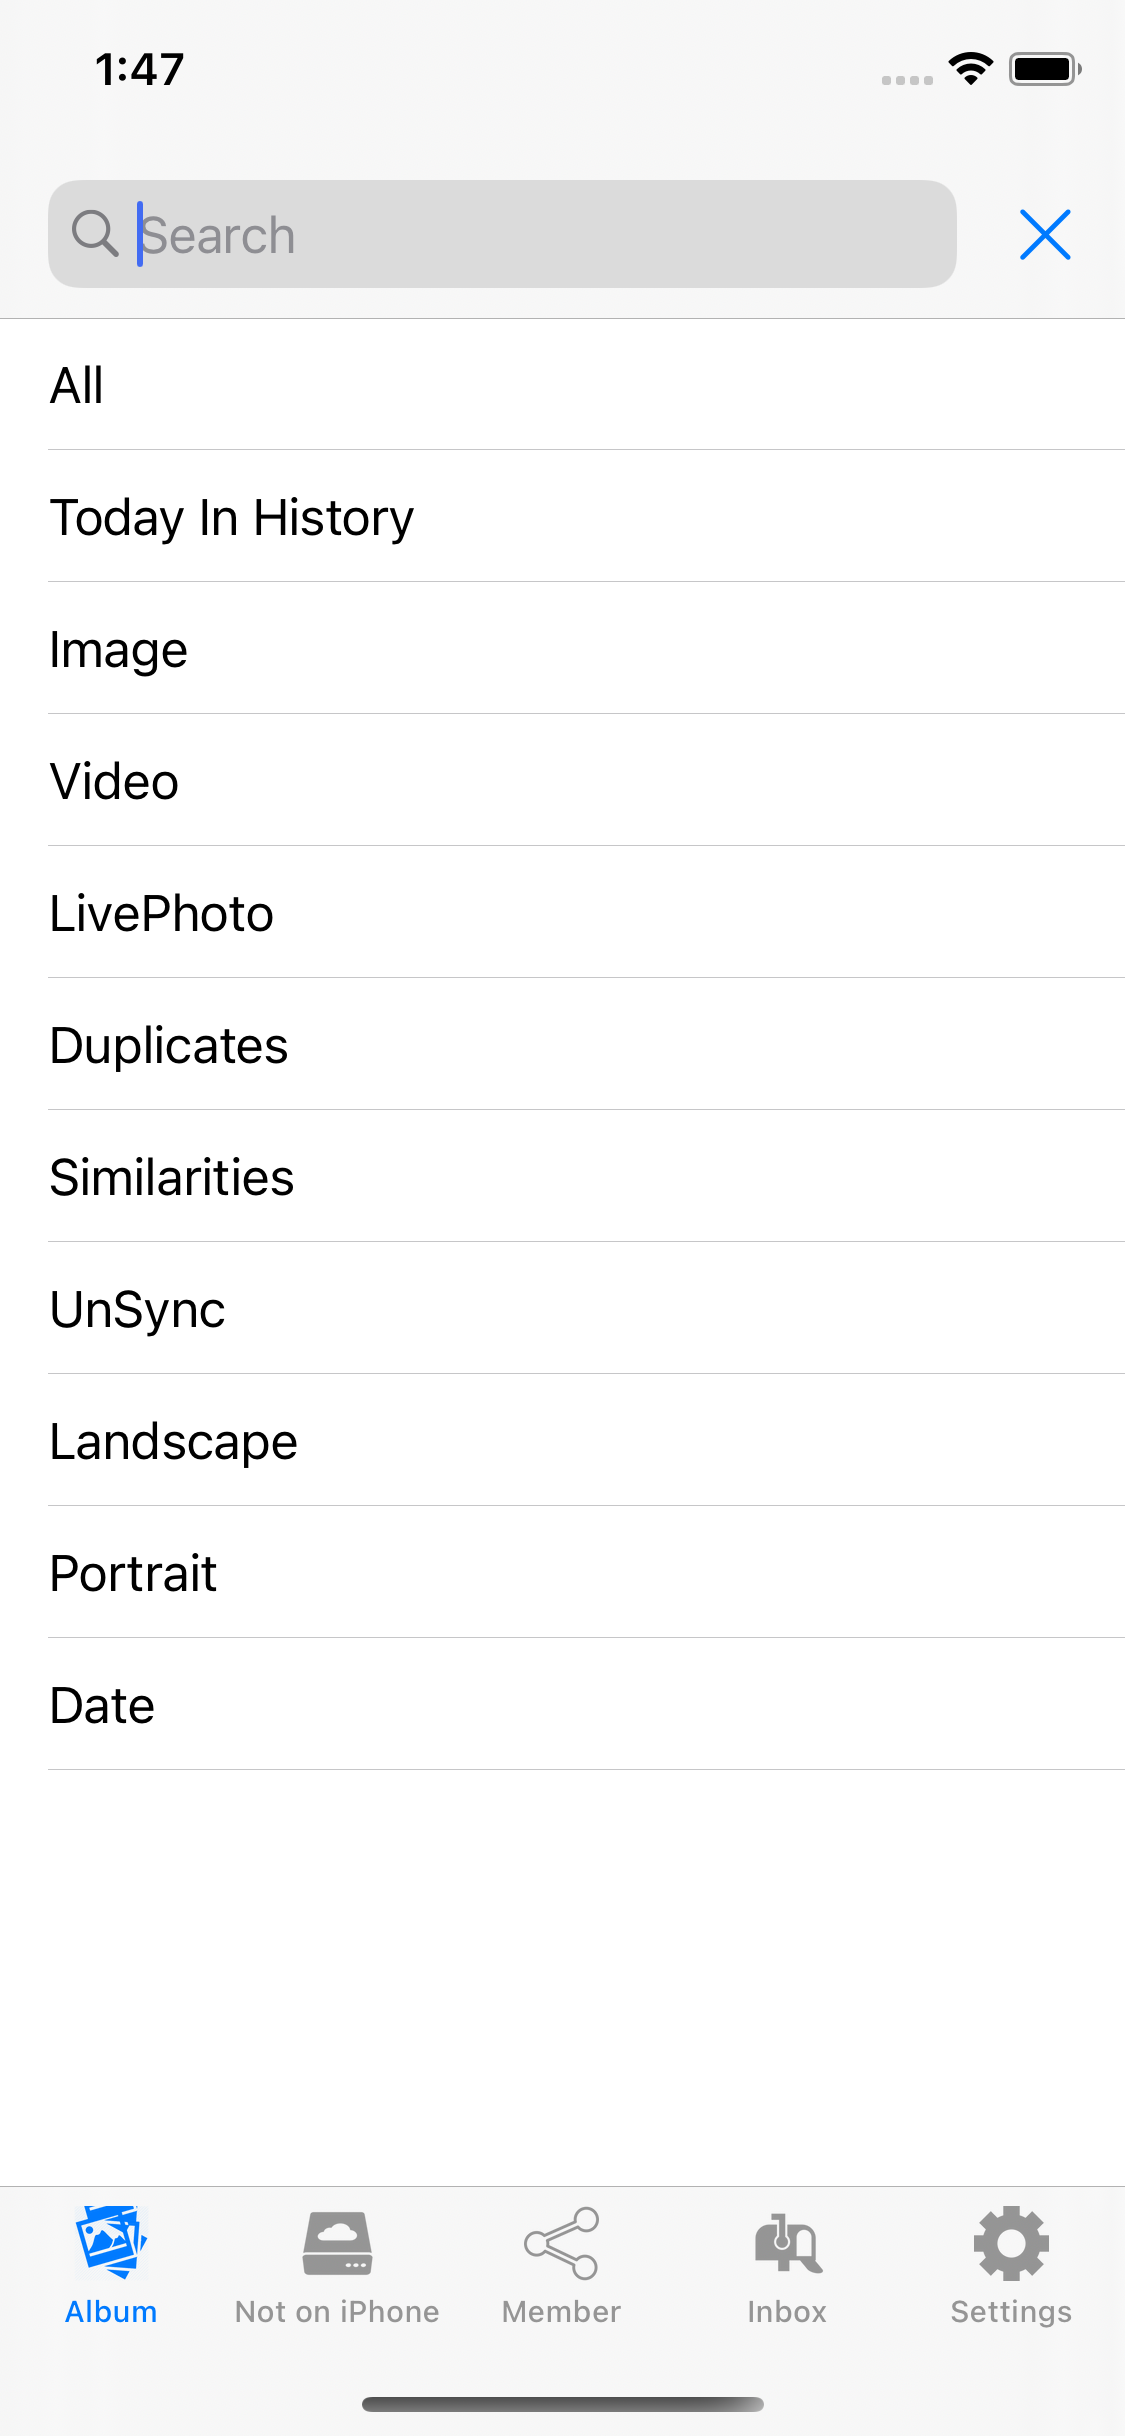 1:47
Search
All
Today In History
Image
Video
LivePhoto
Duplicates
Similarities
UnSync
Landscape
Portrait
Date
Album
Not on iPhone
Member
Inbox
Settings